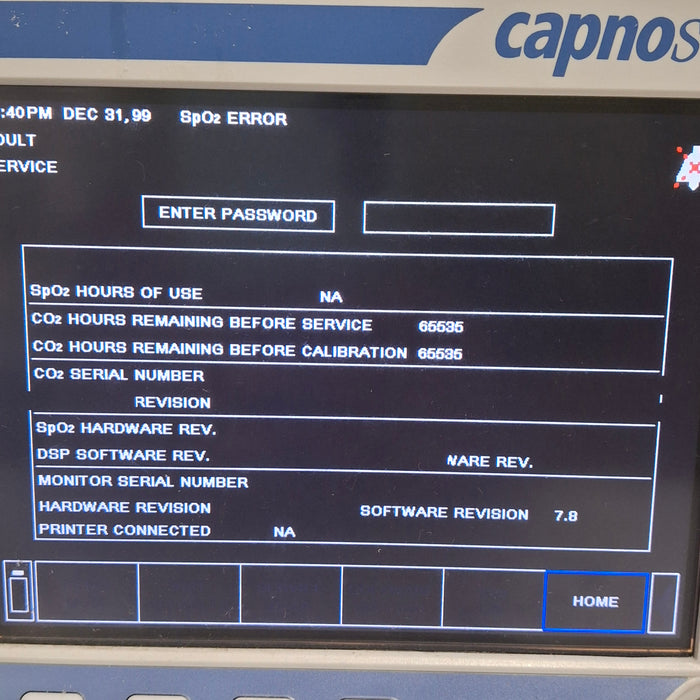 capnos
:40PM DEC 31,99 SpO2 ERROR
DULT
ERVICE
ENTER PASSWORD
SpO2 HOURS OF USE NA
CO2 HOURS REMAINING BEFORE SERVICE 65535
CO2 HOURS REMAINING BEFORE CALIBRATION 65535
CO2 SERIAL NUMBER
REVISION
SpO2 HARDWARE REV.
DSP SOFTWARE REV. WARE REV.
MONITOR SERIAL NUMBER
HARDWARE REVISION SOFTWARE REVISION 7.8
PRINTER CONNECTED NA
HOME